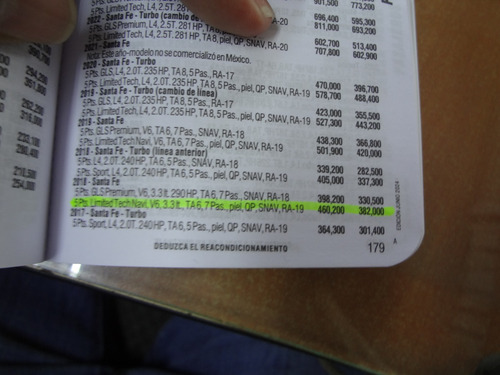 901,500 773,200
2022 - Santa Fe - Turbo (cambio de
5 Pts. GLS Premium, L4, 2.5T. 281 HP RA-20 696,400 595,300
5 Pts. Limited Tech, L4, 2.5T. 281 HP, TA 8, piel, QP, SNAV, RA-20 811,000 693,200
2021 - Santa Fe 602,700 513,400
Nota: Este año-modelo no se comercializó en México. 707,800 602,900
2020 - Santa Fe - Turbo
5 Pts. GLS, L4, 2.0T. 235 HP, TA 8, 5 Pas., RA-17
5 Pts. Limited Tech, L4, 2.0T. 235 HP, TA 8, 5 Pas., piel, QP, SNAV, RA-19 470,000 396,700
2019 - Santa Fe - Turbo (cambio de línea) 578,700 488,400
5 Pts. GLS, L4, 2.0T. 235 HP, TA 8, 5 Pas., RA-17
5 Pts. Limited Tech, L4, 2.0T. 235 HP, TA 8, 5 Pas., piel, QP, SNAV, RA-19 423,000 355,500
2019 - Santa Fe 527,300 443,200
5 Pts. GLS Premium, V6, TA 6, 7 Pas., SNAV, RA-18
5 Pts. Limited Tech Navi, V6, TA 6, 7 Pas., piel, QP, SNAV, RA-19 438,300 366,800
2018 - Santa Fe - Turbo (línea anterior) 501,900 420,000
5 Pts. L4, 2.0T. 240 HP, TA 6, 5 Pas., SNAV, RA-18
5 Pts. Sport, L4, 2.0T. 240 HP, TA 6, 5 Pas., piel, QP, SNAV, RA-19 339,200 282,500
2018 - Santa Fe 405,000 337,300
5 Pts. GLS Premium, V6, 3.3 lt. 290 HP, TA 6, 7 Pas., SNAV, RA-18
5 Pts. Limited Tech Navi, V6, 3.3 lt., TA 6, 7 Pas., piel, QP, SNAV, RA-19 398,200 330,500
2017 - Santa Fe - Turbo 460,200 382,000
5 Pts. Sport, L4, 2.0T. 240 HP, TA 6, 5 Pas., piel, QP, SNAV, RA-19 364,300 301,400
DEDUZCA EL REACONDICIONAMIENTO
179
A
EDICION JUNIO 2024